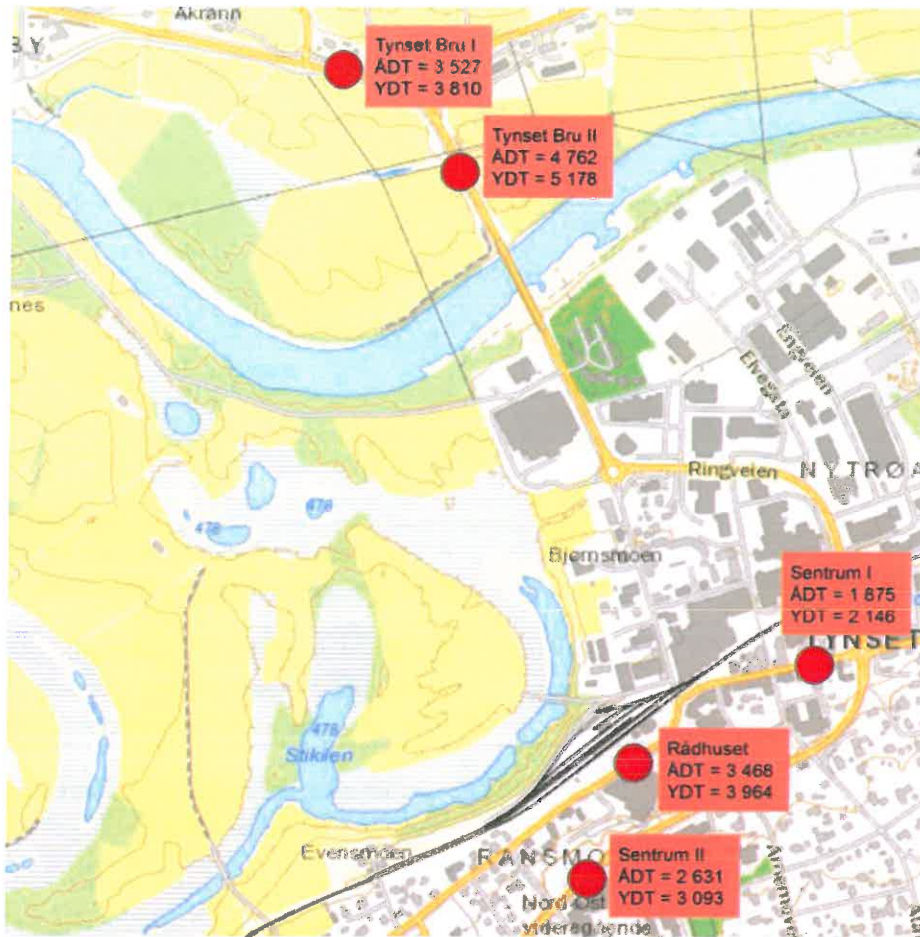 Åkrann
B Y
Tynset Bru I
ÅDT = 3 527
YDT = 3 810
Tynset Bru II
ÅDT = 4 762
YDT = 5 178
nes
Engveien
Elvegata
Ringveien
NYTRØA
478
478
Bjørnsmoen
Sentrum I
ÅDT = 1 875
YDT = 2 146
TYNSET
478
Stikilen
Rådhuset
ÅDT = 3 468
YDT = 3 964
Evensmoen
RANSMO
Sentrum II
ÅDT = 2 631
YDT = 3 093
Nord Øst
videregående